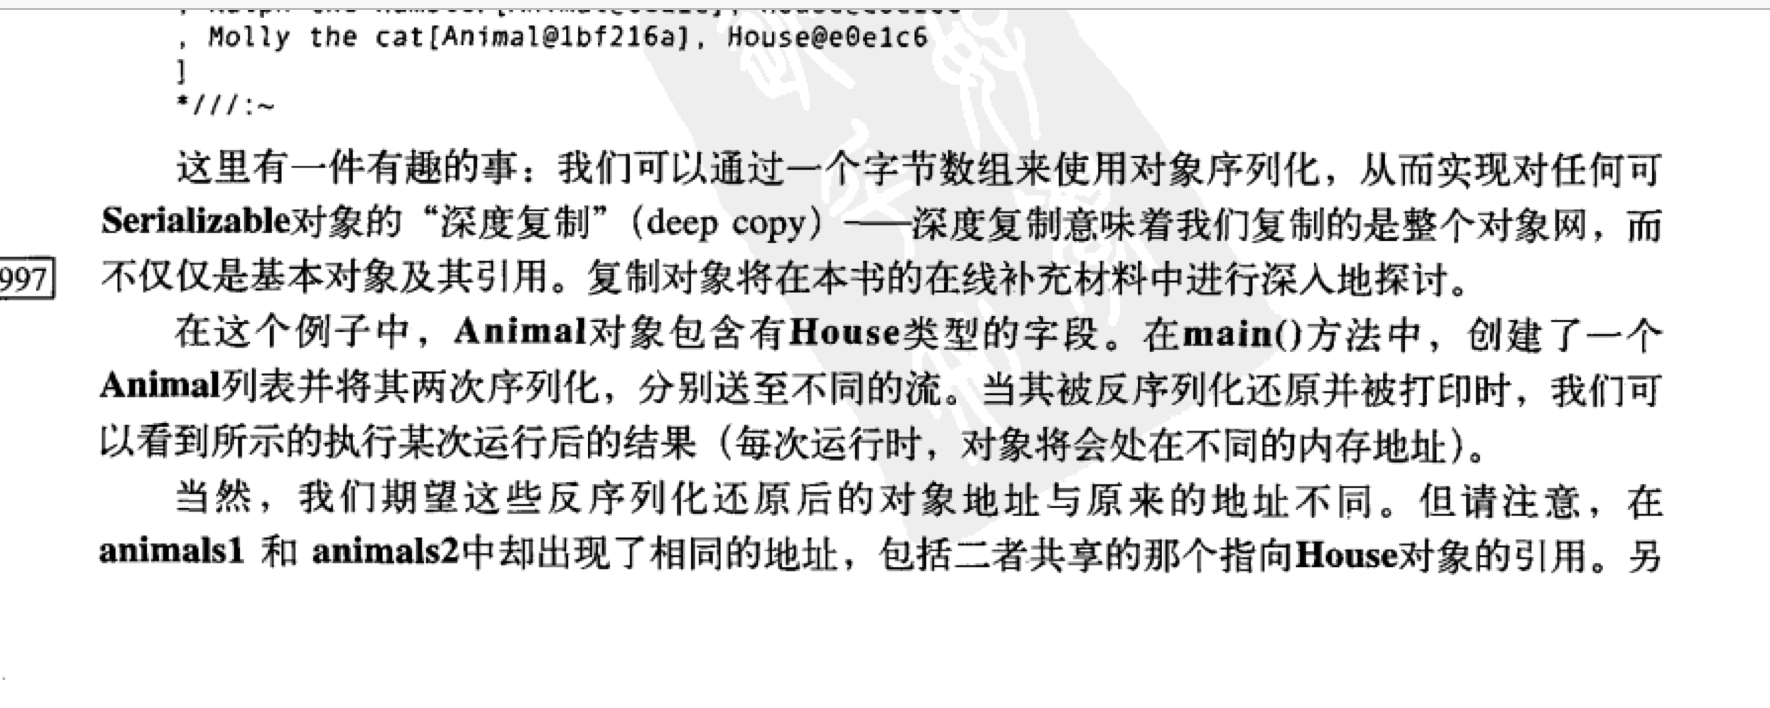 , Molly the cat[Animal@1bf216a], House@e0e1c6
]
*///:~
这里有一件有趣的事：我们可以通过一个字节数组来使用对象序列化，从而实现对任何可
Serializable对象的“深度复制”（deep copy）——深度复制意味着我们复制的是整个对象网，而
997 不仅仅是基本对象及其引用。复制对象将在本书的在线补充材料中进行深入地探讨。
在这个例子中，Animal对象包含有House类型的字段。在main()方法中，创建了一个
Animal列表并将其两次序列化，分别送至不同的流。当其被反序列化还原并被打印时，我们可
以看到所示的执行某次运行后的结果（每次运行时，对象将会处在不同的内存地址）。
当然，我们期望这些反序列化还原后的对象地址与原来的地址不同。但请注意，在
animals1 和 animals2中却出现了相同的地址，包括二者共享的那个指向House对象的引用。另